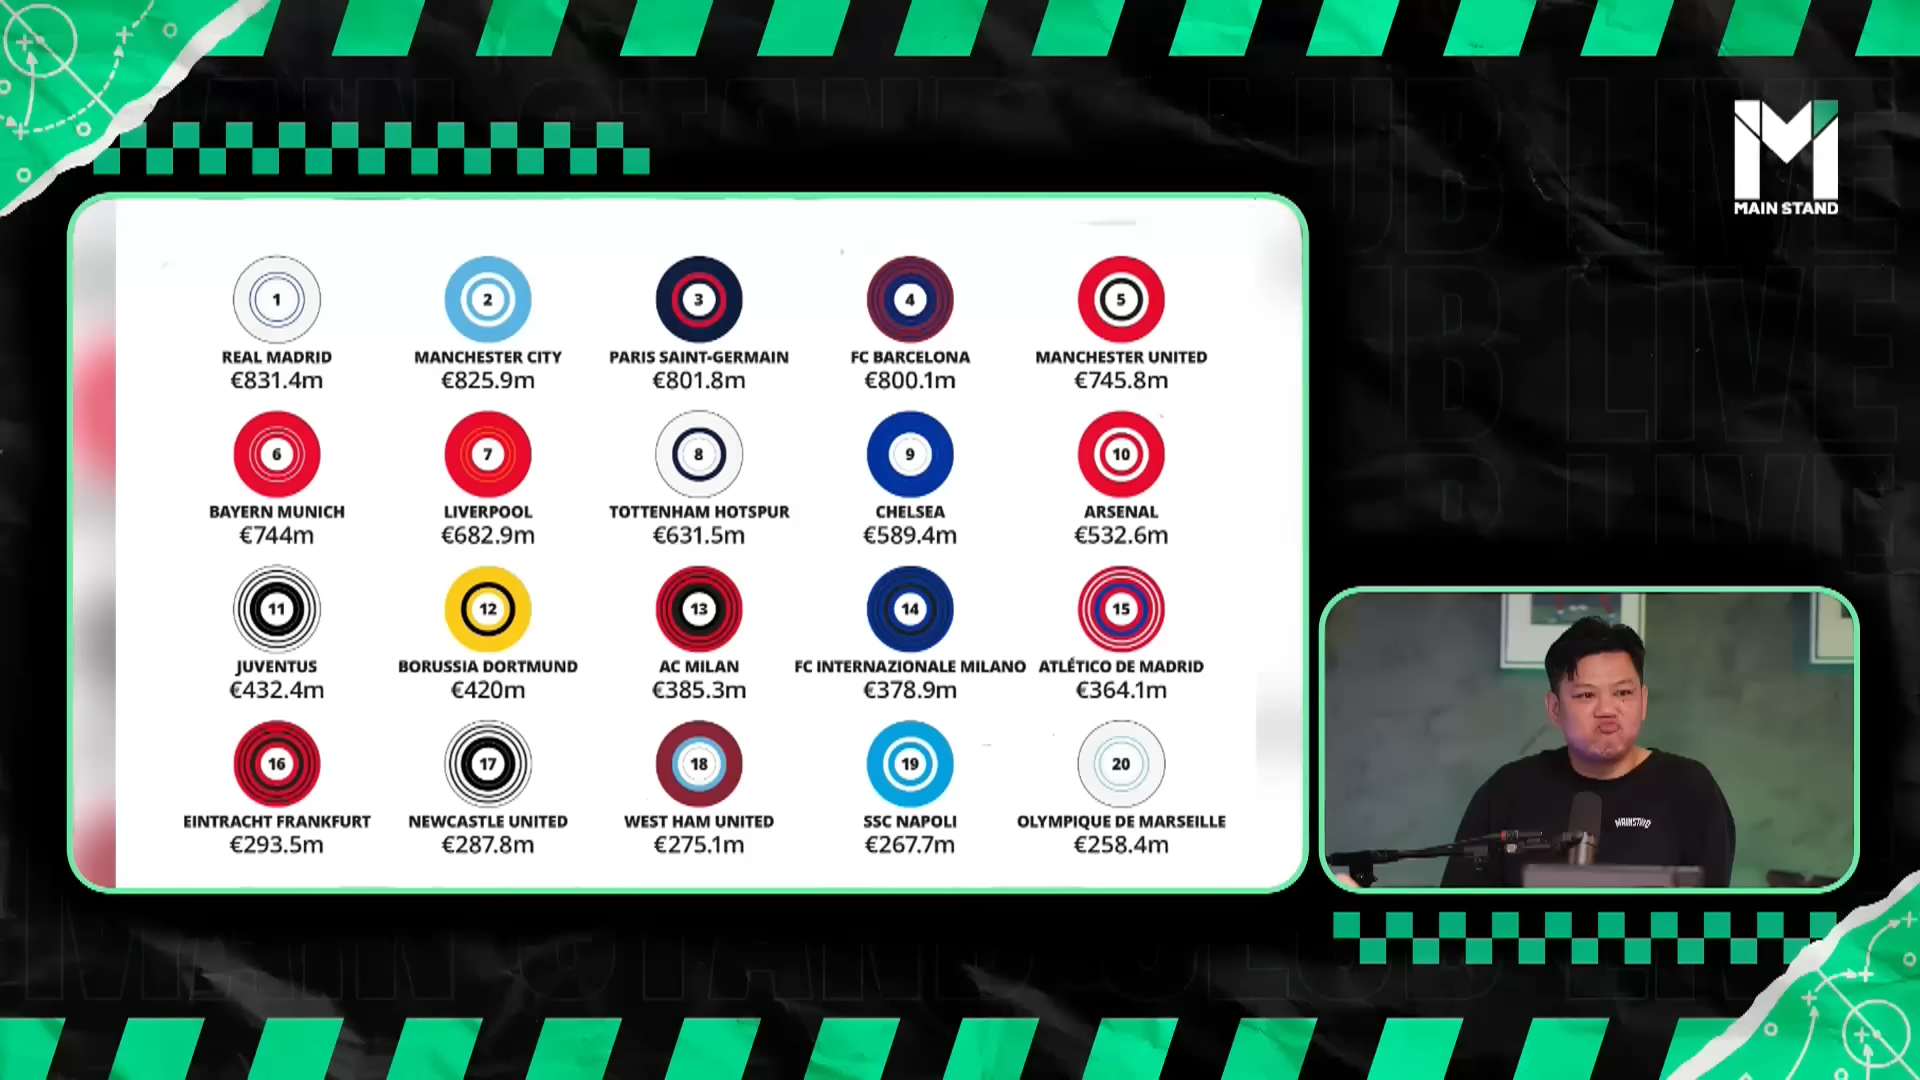 MAIN STAND
1 2 3 4 5
REAL MADRID MANCHESTER CITY PARIS SAINT-GERMAIN FC BARCELONA MANCHESTER UNITED
€831.4m €825.9m €801.8m €800.1m €745.8m
6 7 8 9 10
BAYERN MUNICH LIVERPOOL TOTTENHAM HOTSPUR CHELSEA ARSENAL
€744m €682.9m €631.5m €589.4m €532.6m
11 12 13 14 15
JUVENTUS BORUSSIA DORTMUND AC MILAN FC INTERNAZIONALE MILANO ATLÉTICO DE MADRID
€432.4m €420m €385.3m €378.9m €364.1m
16 17 18 19 20
EINTRACHT FRANKFURT NEWCASTLE UNITED WEST HAM UNITED SSC NAPOLI OLYMPIQUE DE MARSEILLE
€293.5m €287.8m €275.1m €267.7m €258.4m
MAINSTAND